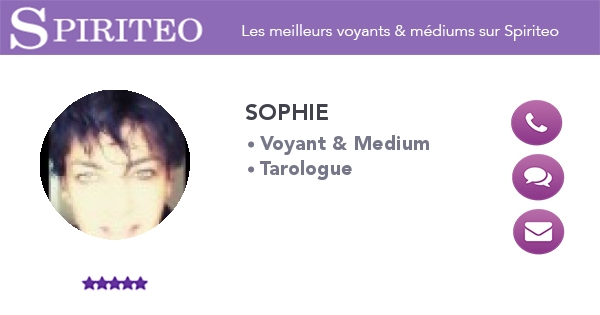 SPIRITEO
Les meilleurs voyants & médiums sur Spiriteo
SOPHIE
• Voyant & Medium
• Tarologue